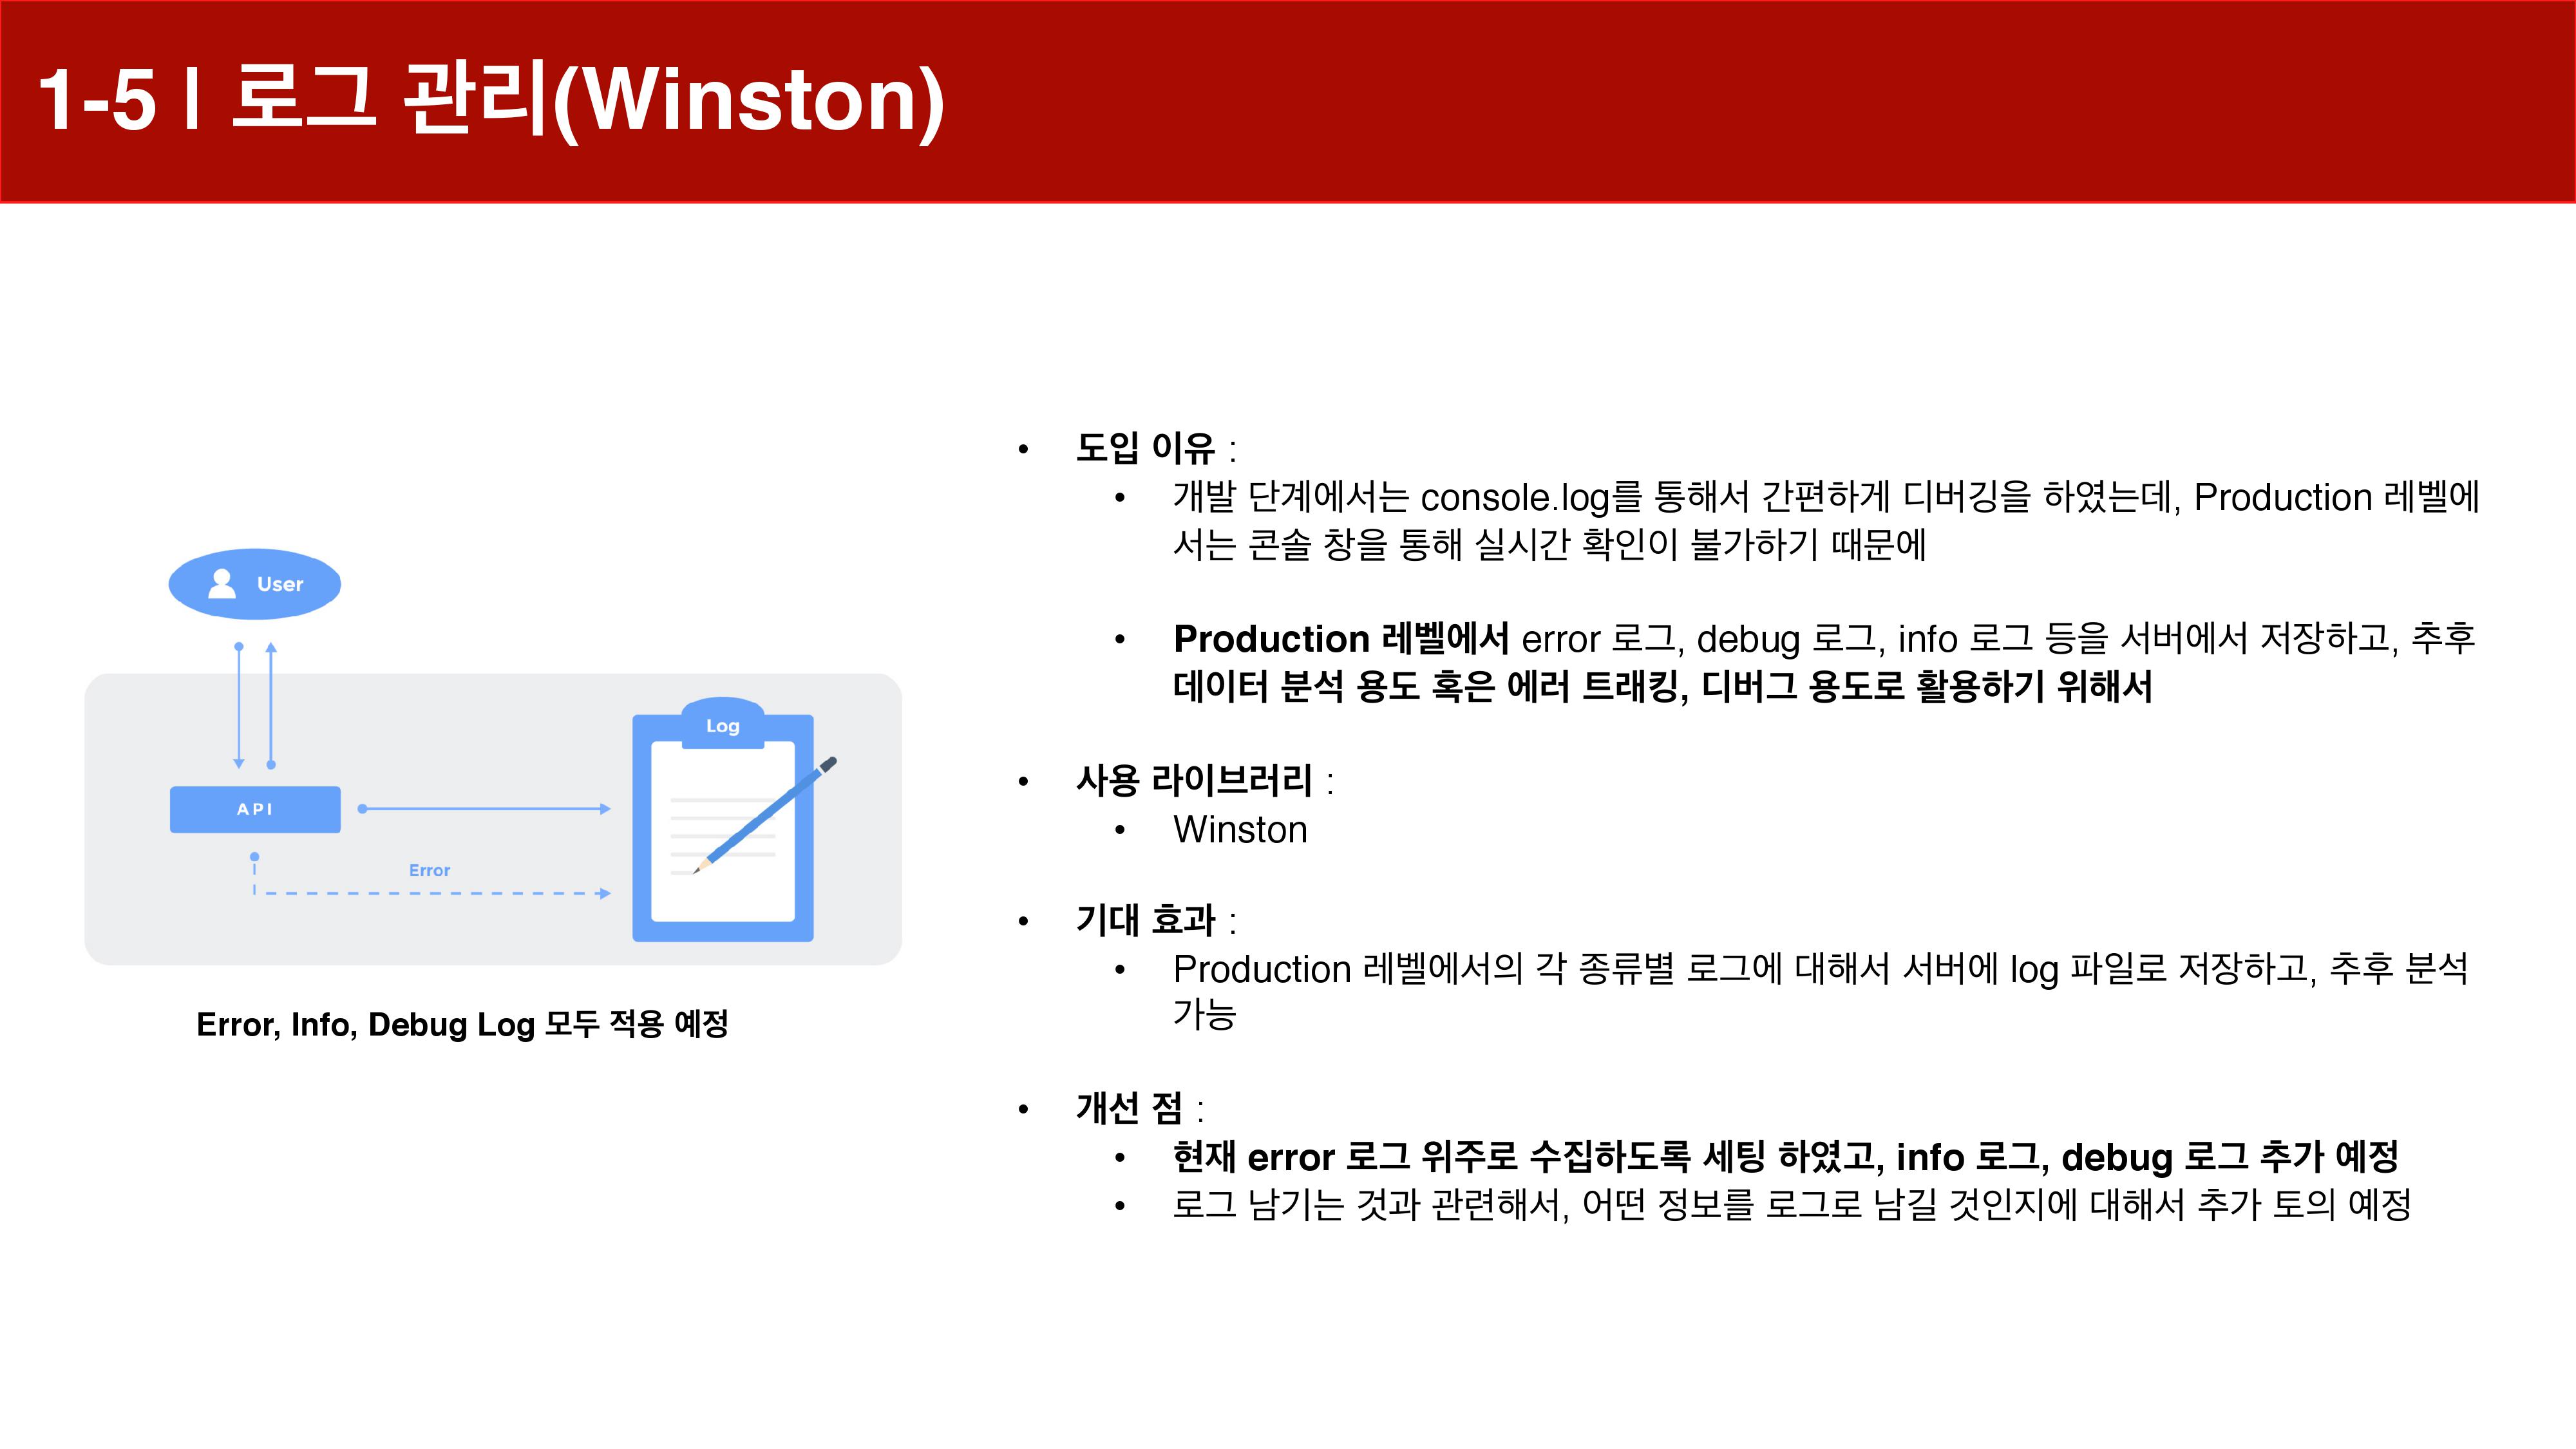 1-5 | 로그 관리(Winston)
User
API
Error
Log
Error, Info, Debug Log 모두 적용 예정
• 도입 이유 :
• 개발 단계에서는 console.log를 통해서 간편하게 디버깅을 하였는데, Production 레벨에
서는 콘솔 창을 통해 실시간 확인이 불가하기 때문에
• Production 레벨에서 error 로그, debug 로그, info 로그 등을 서버에서 저장하고, 추후
데이터 분석 용도 혹은 에러 트래킹, 디버그 용도로 활용하기 위해서
• 사용 라이브러리 :
• Winston
• 기대 효과 :
• Production 레벨에서의 각 종류별 로그에 대해서 서버에 log 파일로 저장하고, 추후 분석
가능
• 개선 점 :
• 현재 error 로그 위주로 수집하도록 세팅 하였고, info 로그, debug 로그 추가 예정
• 로그 남기는 것과 관련해서, 어떤 정보를 로그로 남길 것인지에 대해서 추가 토의 예정